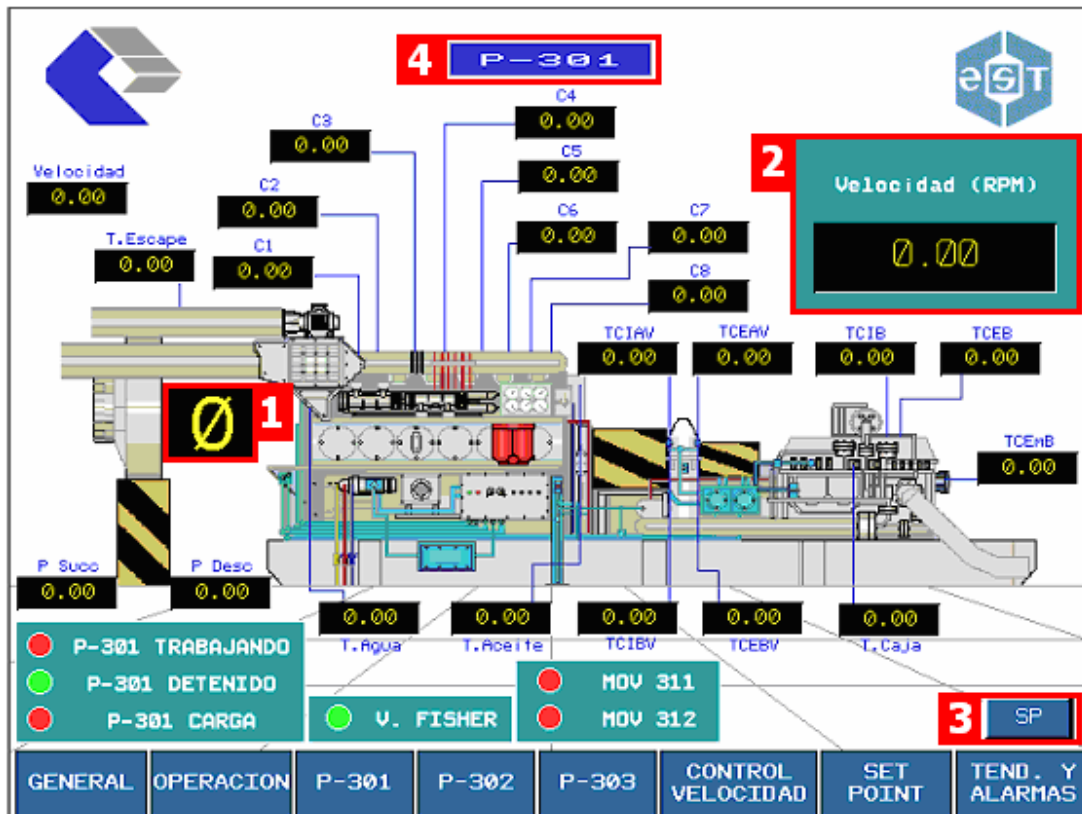 4
P-301
eST
C4
0.00
C3
0.00
C5
0.00
2
Velocidad (RPM)
0.00
Velocidad
0.00
C2
0.00
C6
0.00
C7
0.00
T.Escape
0.00
C1
0.00
C8
0.00
TCIAV
0.00
TCEAV
0.00
TCIB
0.00
TCEB
0.00
0
1
TCEmB
0.00
P Succ
0.00
P Desc
0.00
0.00
T.Agua
0.00
T.Aceite
0.00
TCIBV
0.00
TCEBV
0.00
T.Caja
P-301 TRABAJANDO
P-301 DETENIDO
P-301 CARGA
V. FISHER
MOV 311
MOV 312
3
SP
GENERAL
OPERACION
P-301
P-302
P-303
CONTROL
VELOCIDAD
SET
POINT
TEND. Y
ALARMAS